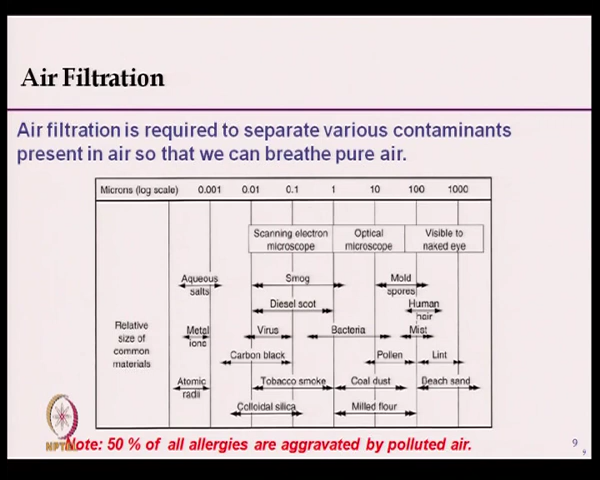 Air Filtration
Air filtration is required to separate various contaminants
present in air so that we can breathe pure air.
Microns (log scale) 0.001 0.01 0.1 1 10 100 1000
Scanning electron Optical Visible to
microscope microscope naked eye
Aqueous Smog Mold
salts spores
Diesel scot Human
hair
Relative Metal Virus Bacteria Mist
size of ions
common Carbon black Pollen Lint
materials
Atomic Tobacco smoke Coal dust Beach sand
radii
Colloidal silica Milled flour
NPTEL
Note: 50 % of all allergies are aggravated by polluted air.
9
9